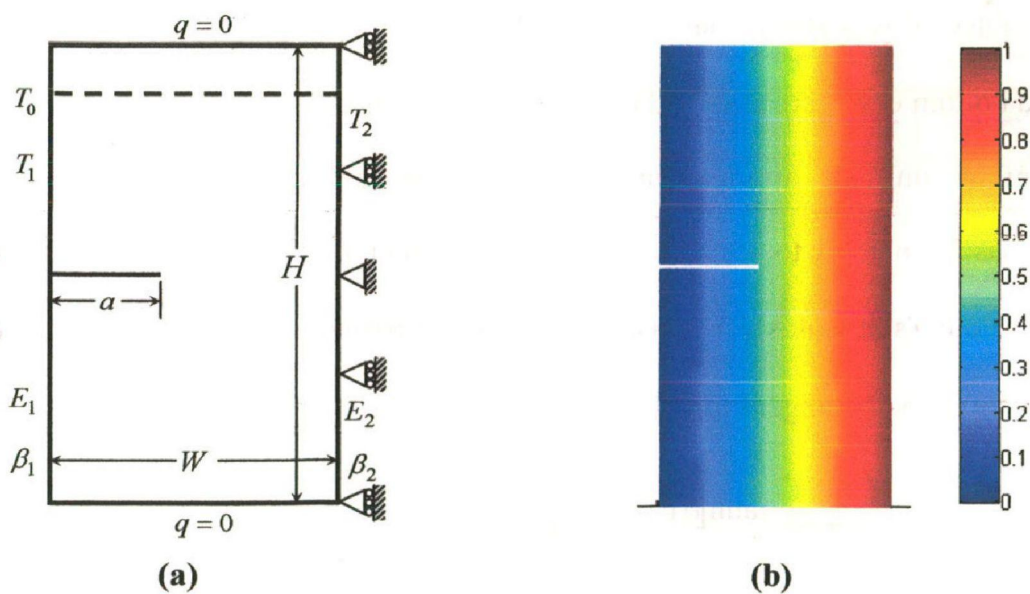 q = 0
T₀
T₁
T₂
H
a
E₁
E₂
β₁
W
β₂
q = 0
(a)
1
0.9
0.8
0.7
0.6
0.5
0.4
0.3
0.2
0.1
0
(b)